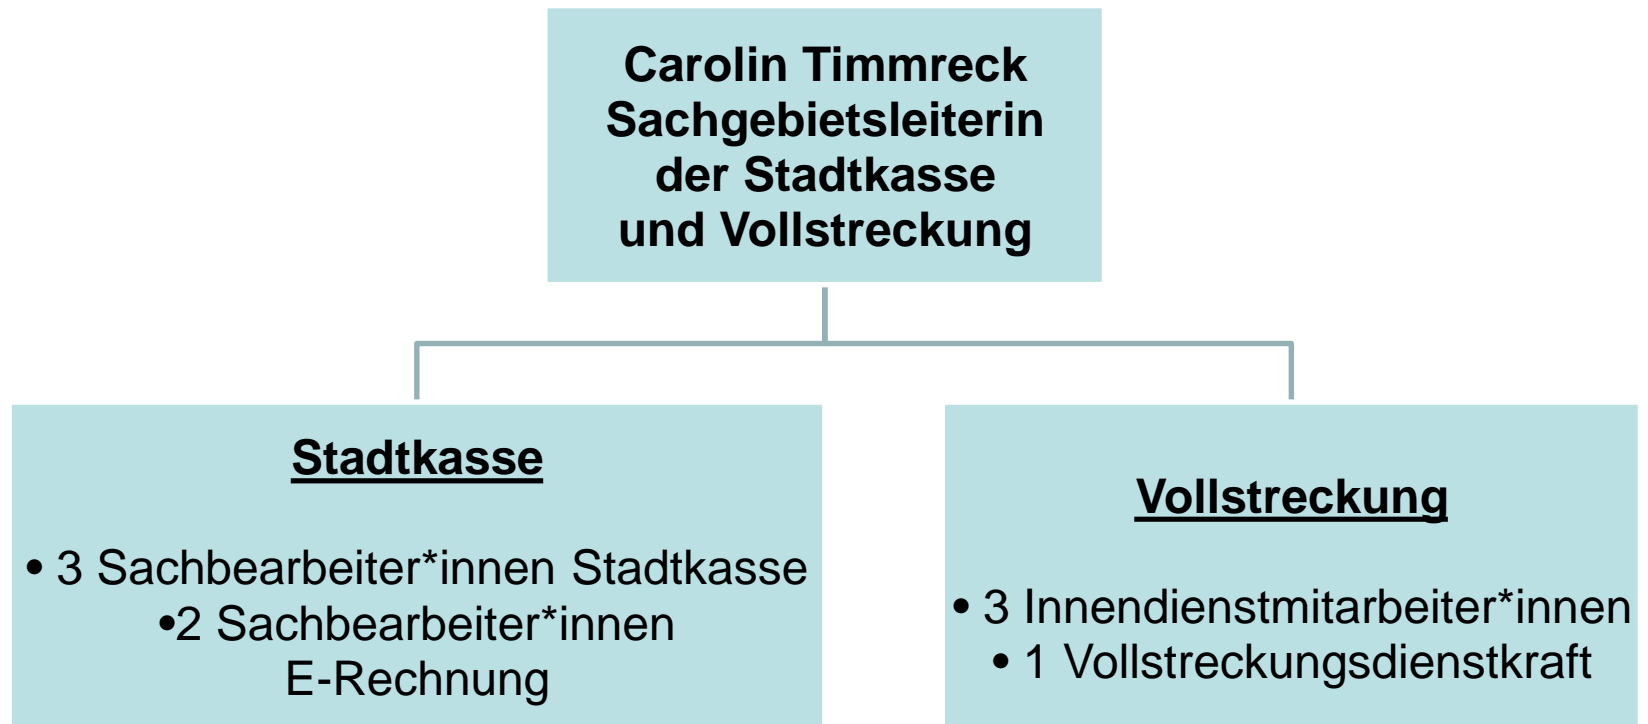 Carolin Timmreck
Sachgebietsleiterin
der Stadtkasse
und Vollstreckung
Stadtkasse
• 3 Sachbearbeiter*innen Stadtkasse
•2 Sachbearbeiter*innen
E-Rechnung
Vollstreckung
• 3 Innendienstmitarbeiter*innen
• 1 Vollstreckungsdienstkraft